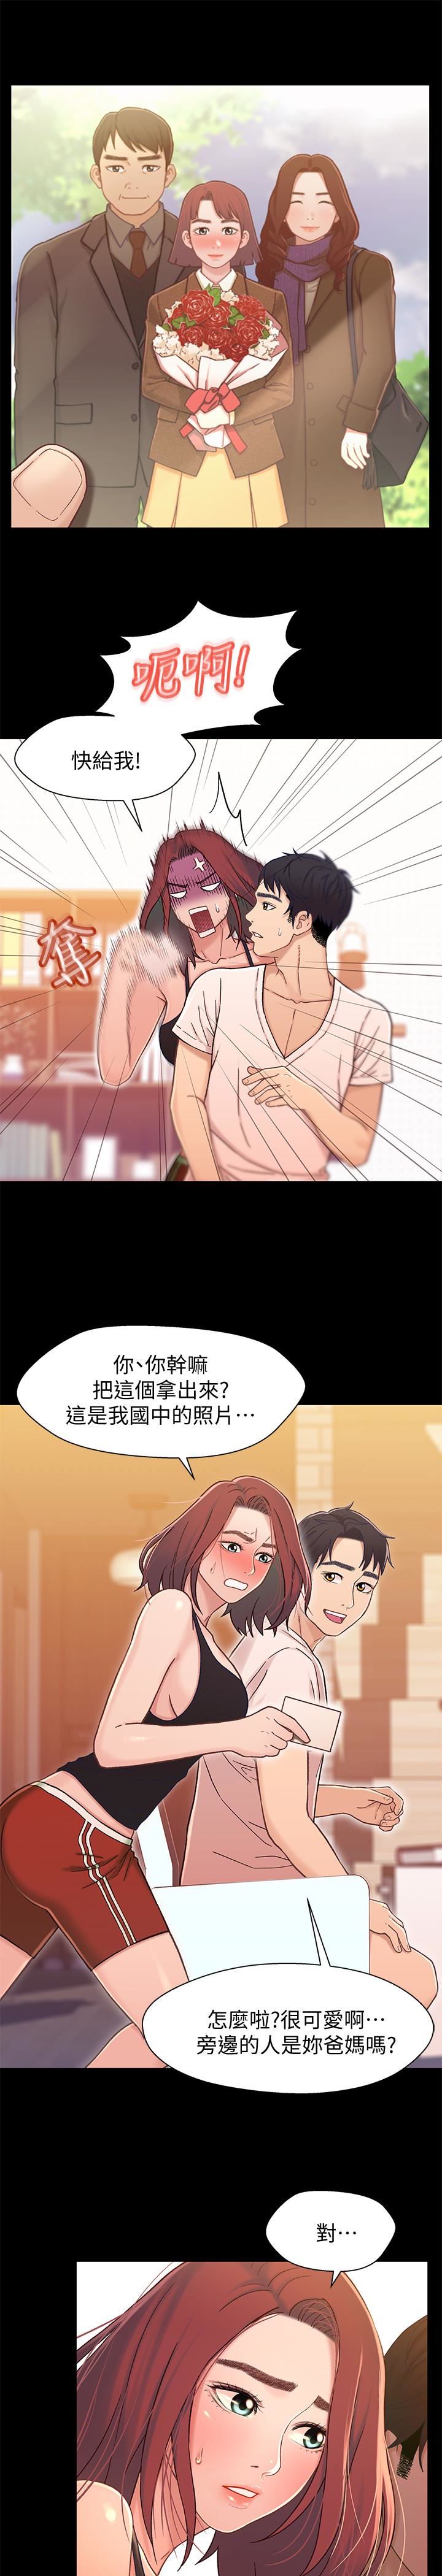 呃啊!
快給我!
奪
你、你幹嘛
把這個拿出來?
這是我國中的照片⋯
怎麼啦?很可愛啊⋯
旁邊的人是妳爸媽嗎?
對⋯